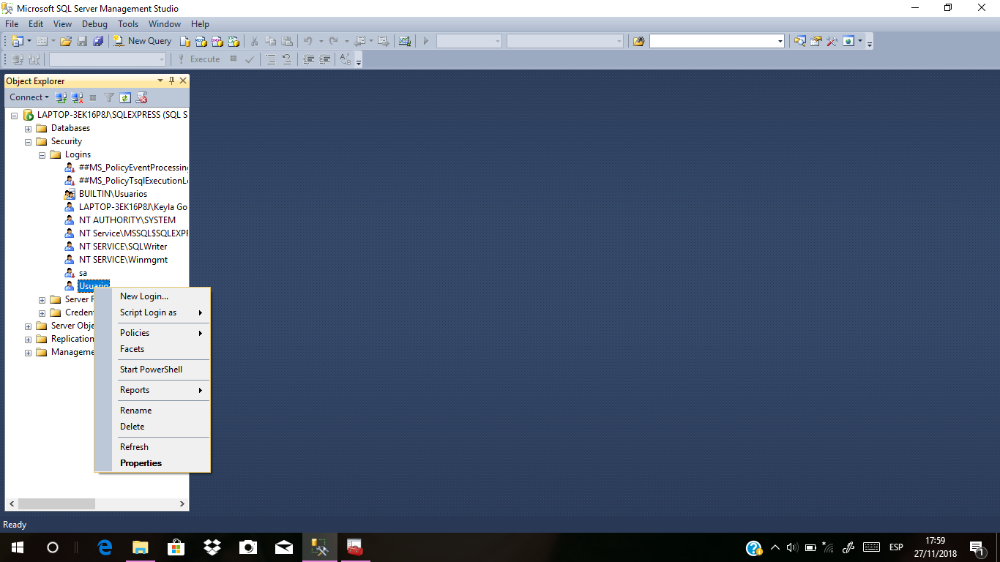 Microsoft SQL Server Management Studio
File Edit View Debug Tools Window Help
New Query
Execute
Object Explorer
Connect
LAPTOP-3EK16P8J\SQLEXPRESS (SQL S
Databases
Security
Logins
##MS_PolicyEventProcessing
##MS_PolicyTsqlExecutionLo
BUILTIN\Usuarios
LAPTOP-3EK16P8J\Keyla Go
NT AUTHORITY\SYSTEM
NT Service\MSSQL$SQLEXPR
NT SERVICE\SQLWriter
NT SERVICE\Winmgmt
sa
Usuario
Server R
Creden
Server Obje
Replication
Manageme
New Login...
Script Login as
Policies
Facets
Start PowerShell
Reports
Rename
Delete
Refresh
Properties
Ready
ESP
17:59
27/11/2018
1